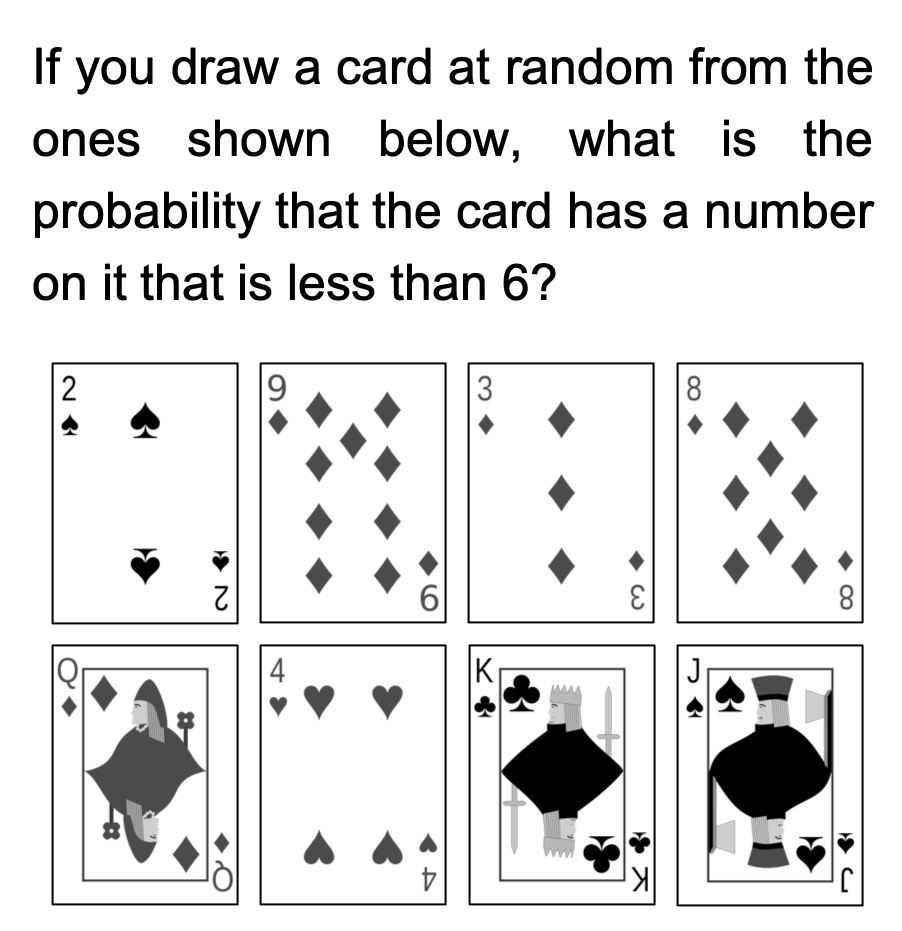 If you draw a card at random from the
ones shown below, what is the
probability that the card has a number
on it that is less than 6?
2 9 3 8
2 9 3 8
Q 4 K J
Q 4 K J